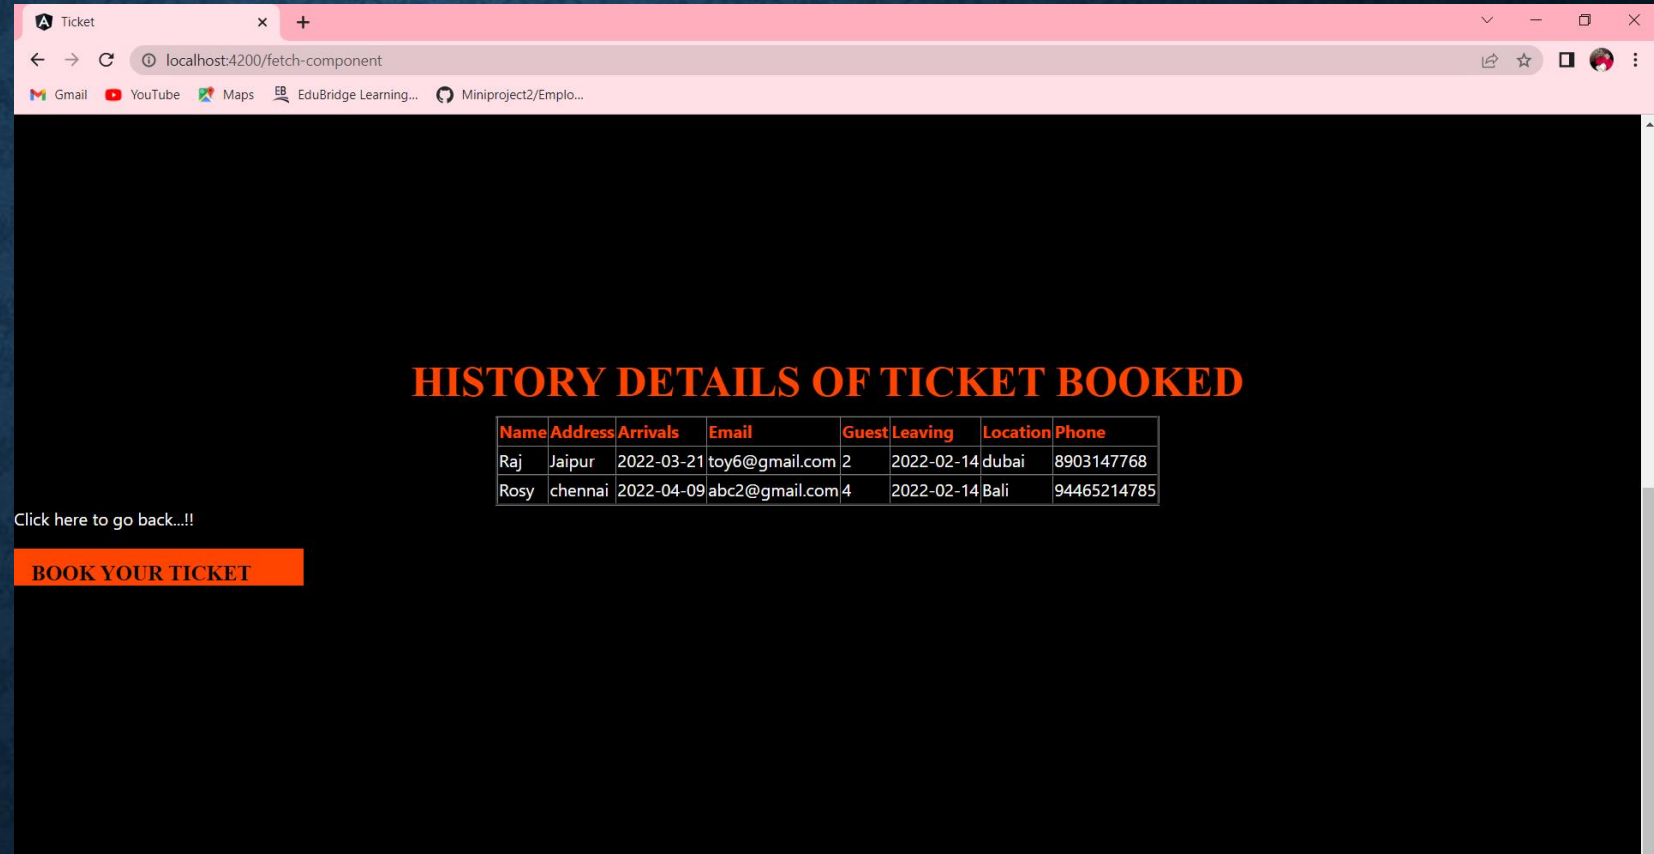 Ticket
localhost:4200/fetch-component
Gmail YouTube Maps EB EduBridge Learning... Miniproject2/Emplo...
HISTORY DETAILS OF TICKET BOOKED
Name Address Arrivals Email Guest Leaving Location Phone
Raj Jaipur 2022-03-21 toy6@gmail.com 2 2022-02-14 dubai 8903147768
Rosy chennai 2022-04-09 abc2@gmail.com 4 2022-02-14 Bali 94465214785
Click here to go back...!!
BOOK YOUR TICKET